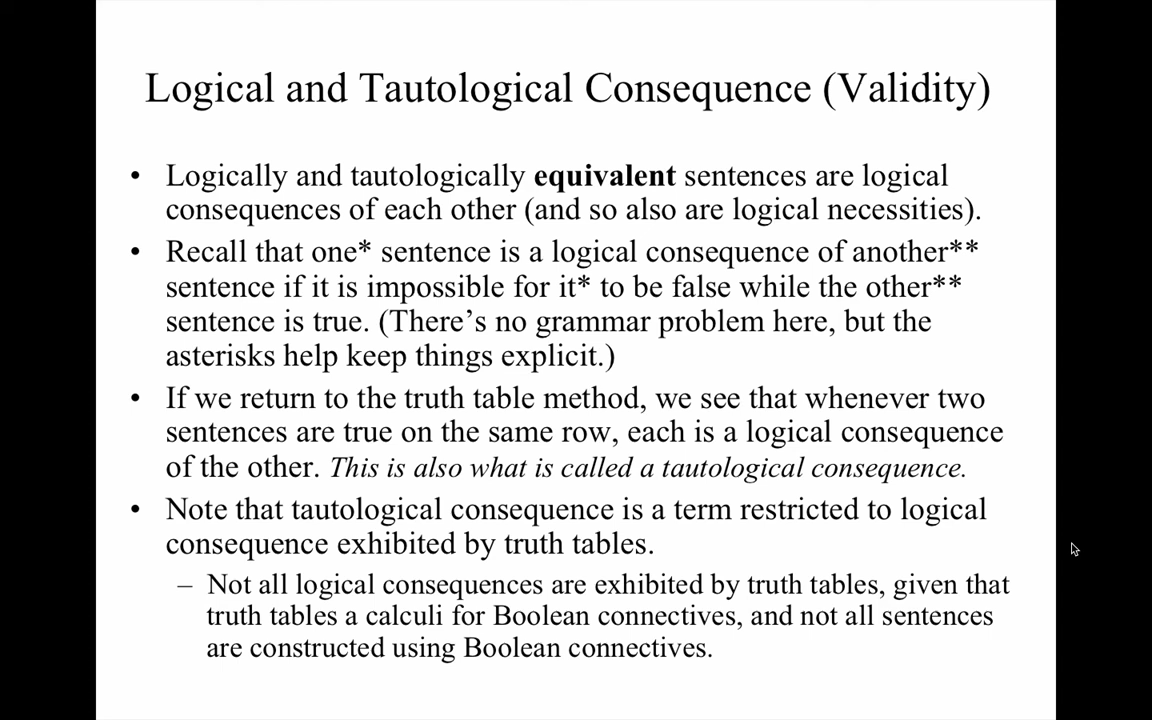 Logical and Tautological Consequence (Validity)
• Logically and tautologically equivalent sentences are logical
consequences of each other (and so also are logical necessities).
• Recall that one* sentence is a logical consequence of another**
sentence if it is impossible for it* to be false while the other**
sentence is true. (There’s no grammar problem here, but the
asterisks help keep things explicit.)
• If we return to the truth table method, we see that whenever two
sentences are true on the same row, each is a logical consequence
of the other. This is also what is called a tautological consequence.
• Note that tautological consequence is a term restricted to logical
consequence exhibited by truth tables.
– Not all logical consequences are exhibited by truth tables, given that
truth tables a calculi for Boolean connectives, and not all sentences
are constructed using Boolean connectives.